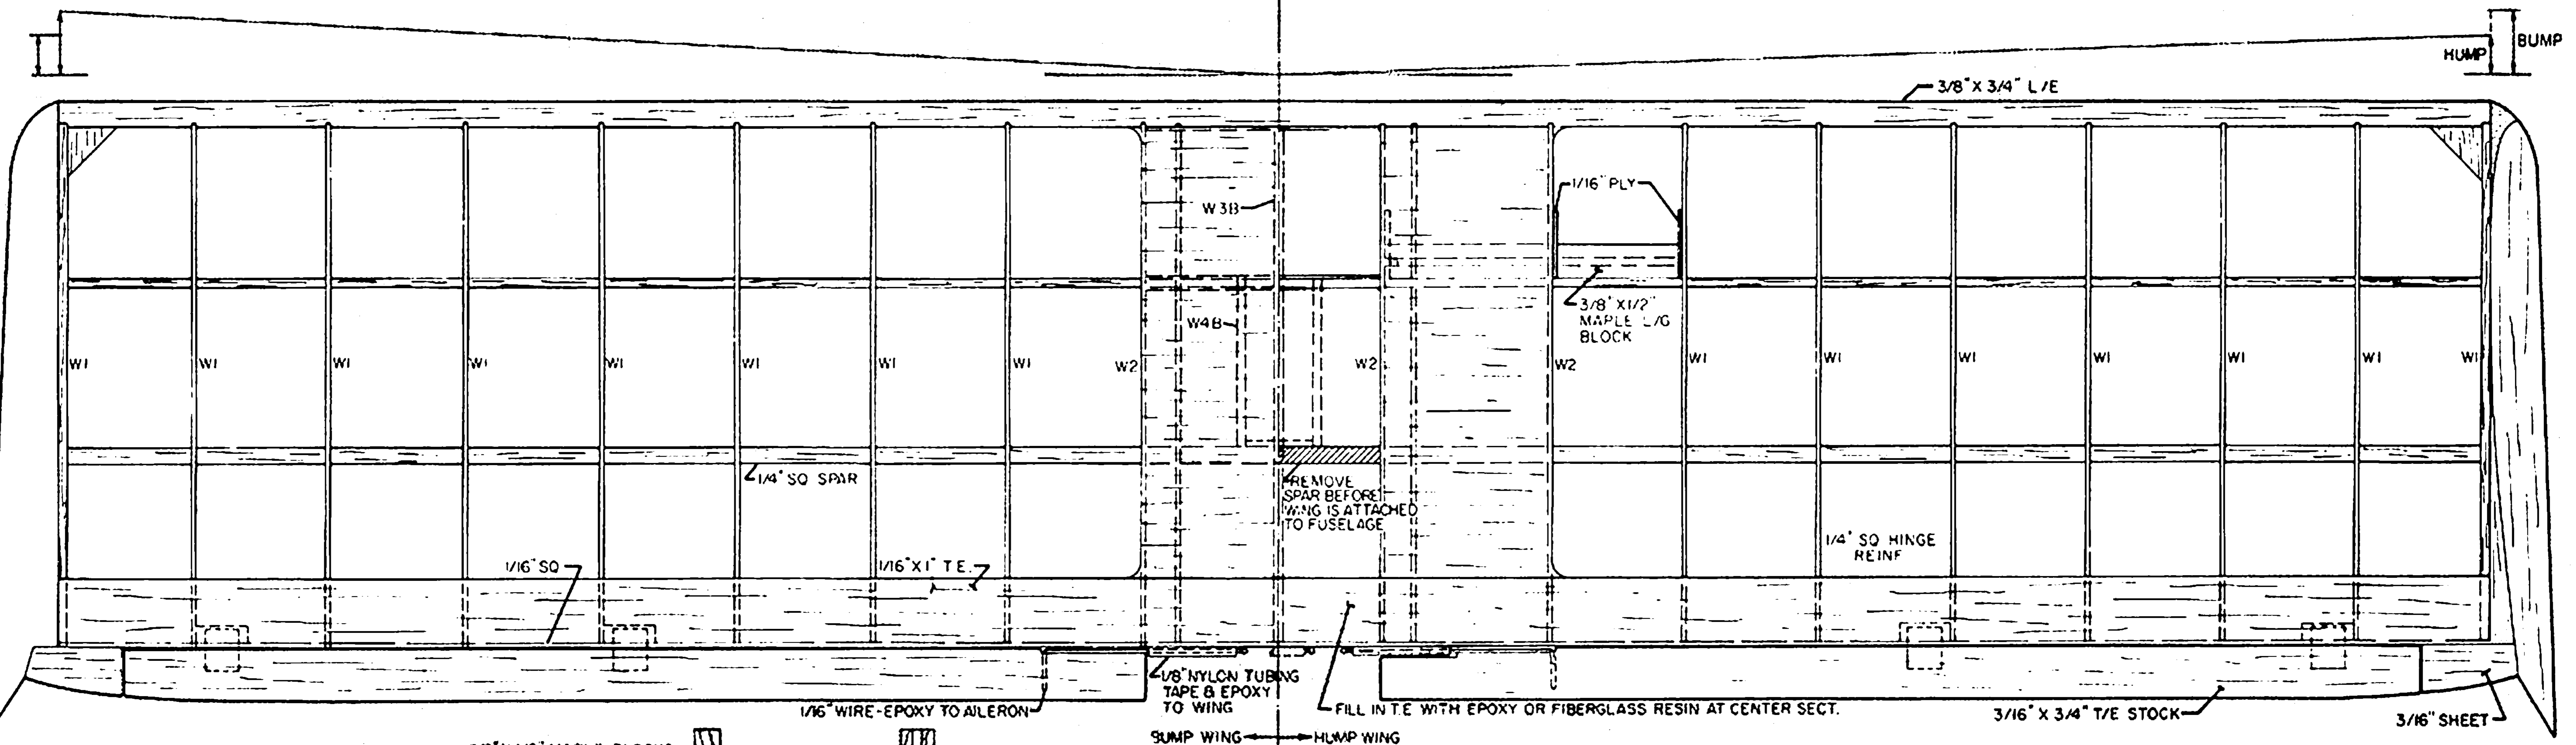 HUMP
BUMP
3/8" X 3/4" L/E
1/16" PLY
W3B
3/8" X 1/2"
MAPLE L/G
BLOCK
W4B
W1
W1
W1
W1
W1
W1
W1
W1
W2
W2
W2
W1
W1
W1
W1
W1
W1
W1
1/4" SQ SPAR
REMOVE
SPAR BEFORE
WING IS ATTACHED
TO FUSELAGE
1/4" SQ HINGE
REINF
1/16" SQ
1/16" X 1" T.E.
1/8" NYLON TUBING
TAPE & EPOXY
TO WING
1/16" WIRE-EPOXY TO AILERON
FILL IN T.E WITH EPOXY OR FIBERGLASS RESIN AT CENTER SECT.
3/16" X 3/4" T/E STOCK
3/16" SHEET
BUMP WING
HUMP WING